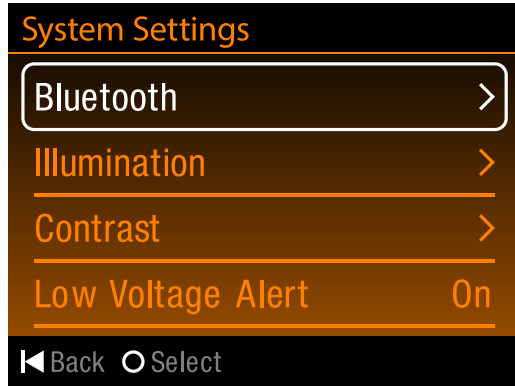 System Settings
Bluetooth
Illumination
Contrast
Low Voltage Alert On
Back Select